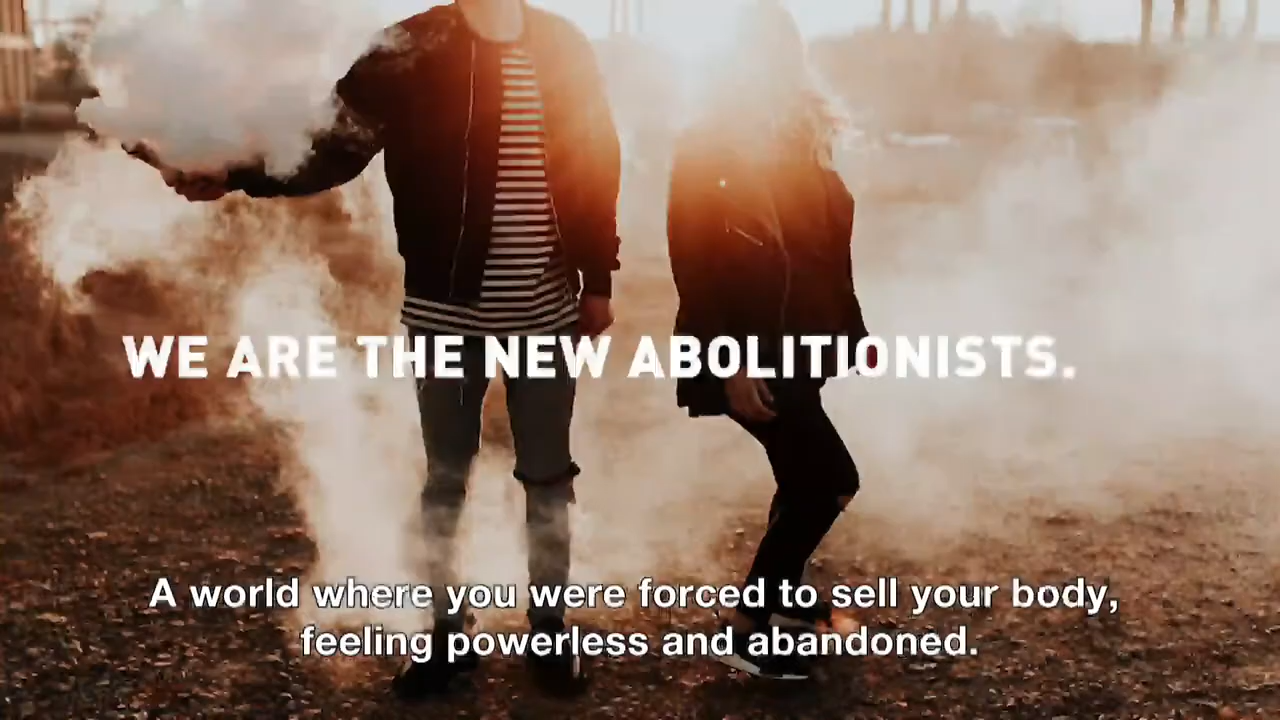 WE ARE THE NEW ABOLITIONISTS.
A world where you were forced to sell your body,
feeling powerless and abandoned.